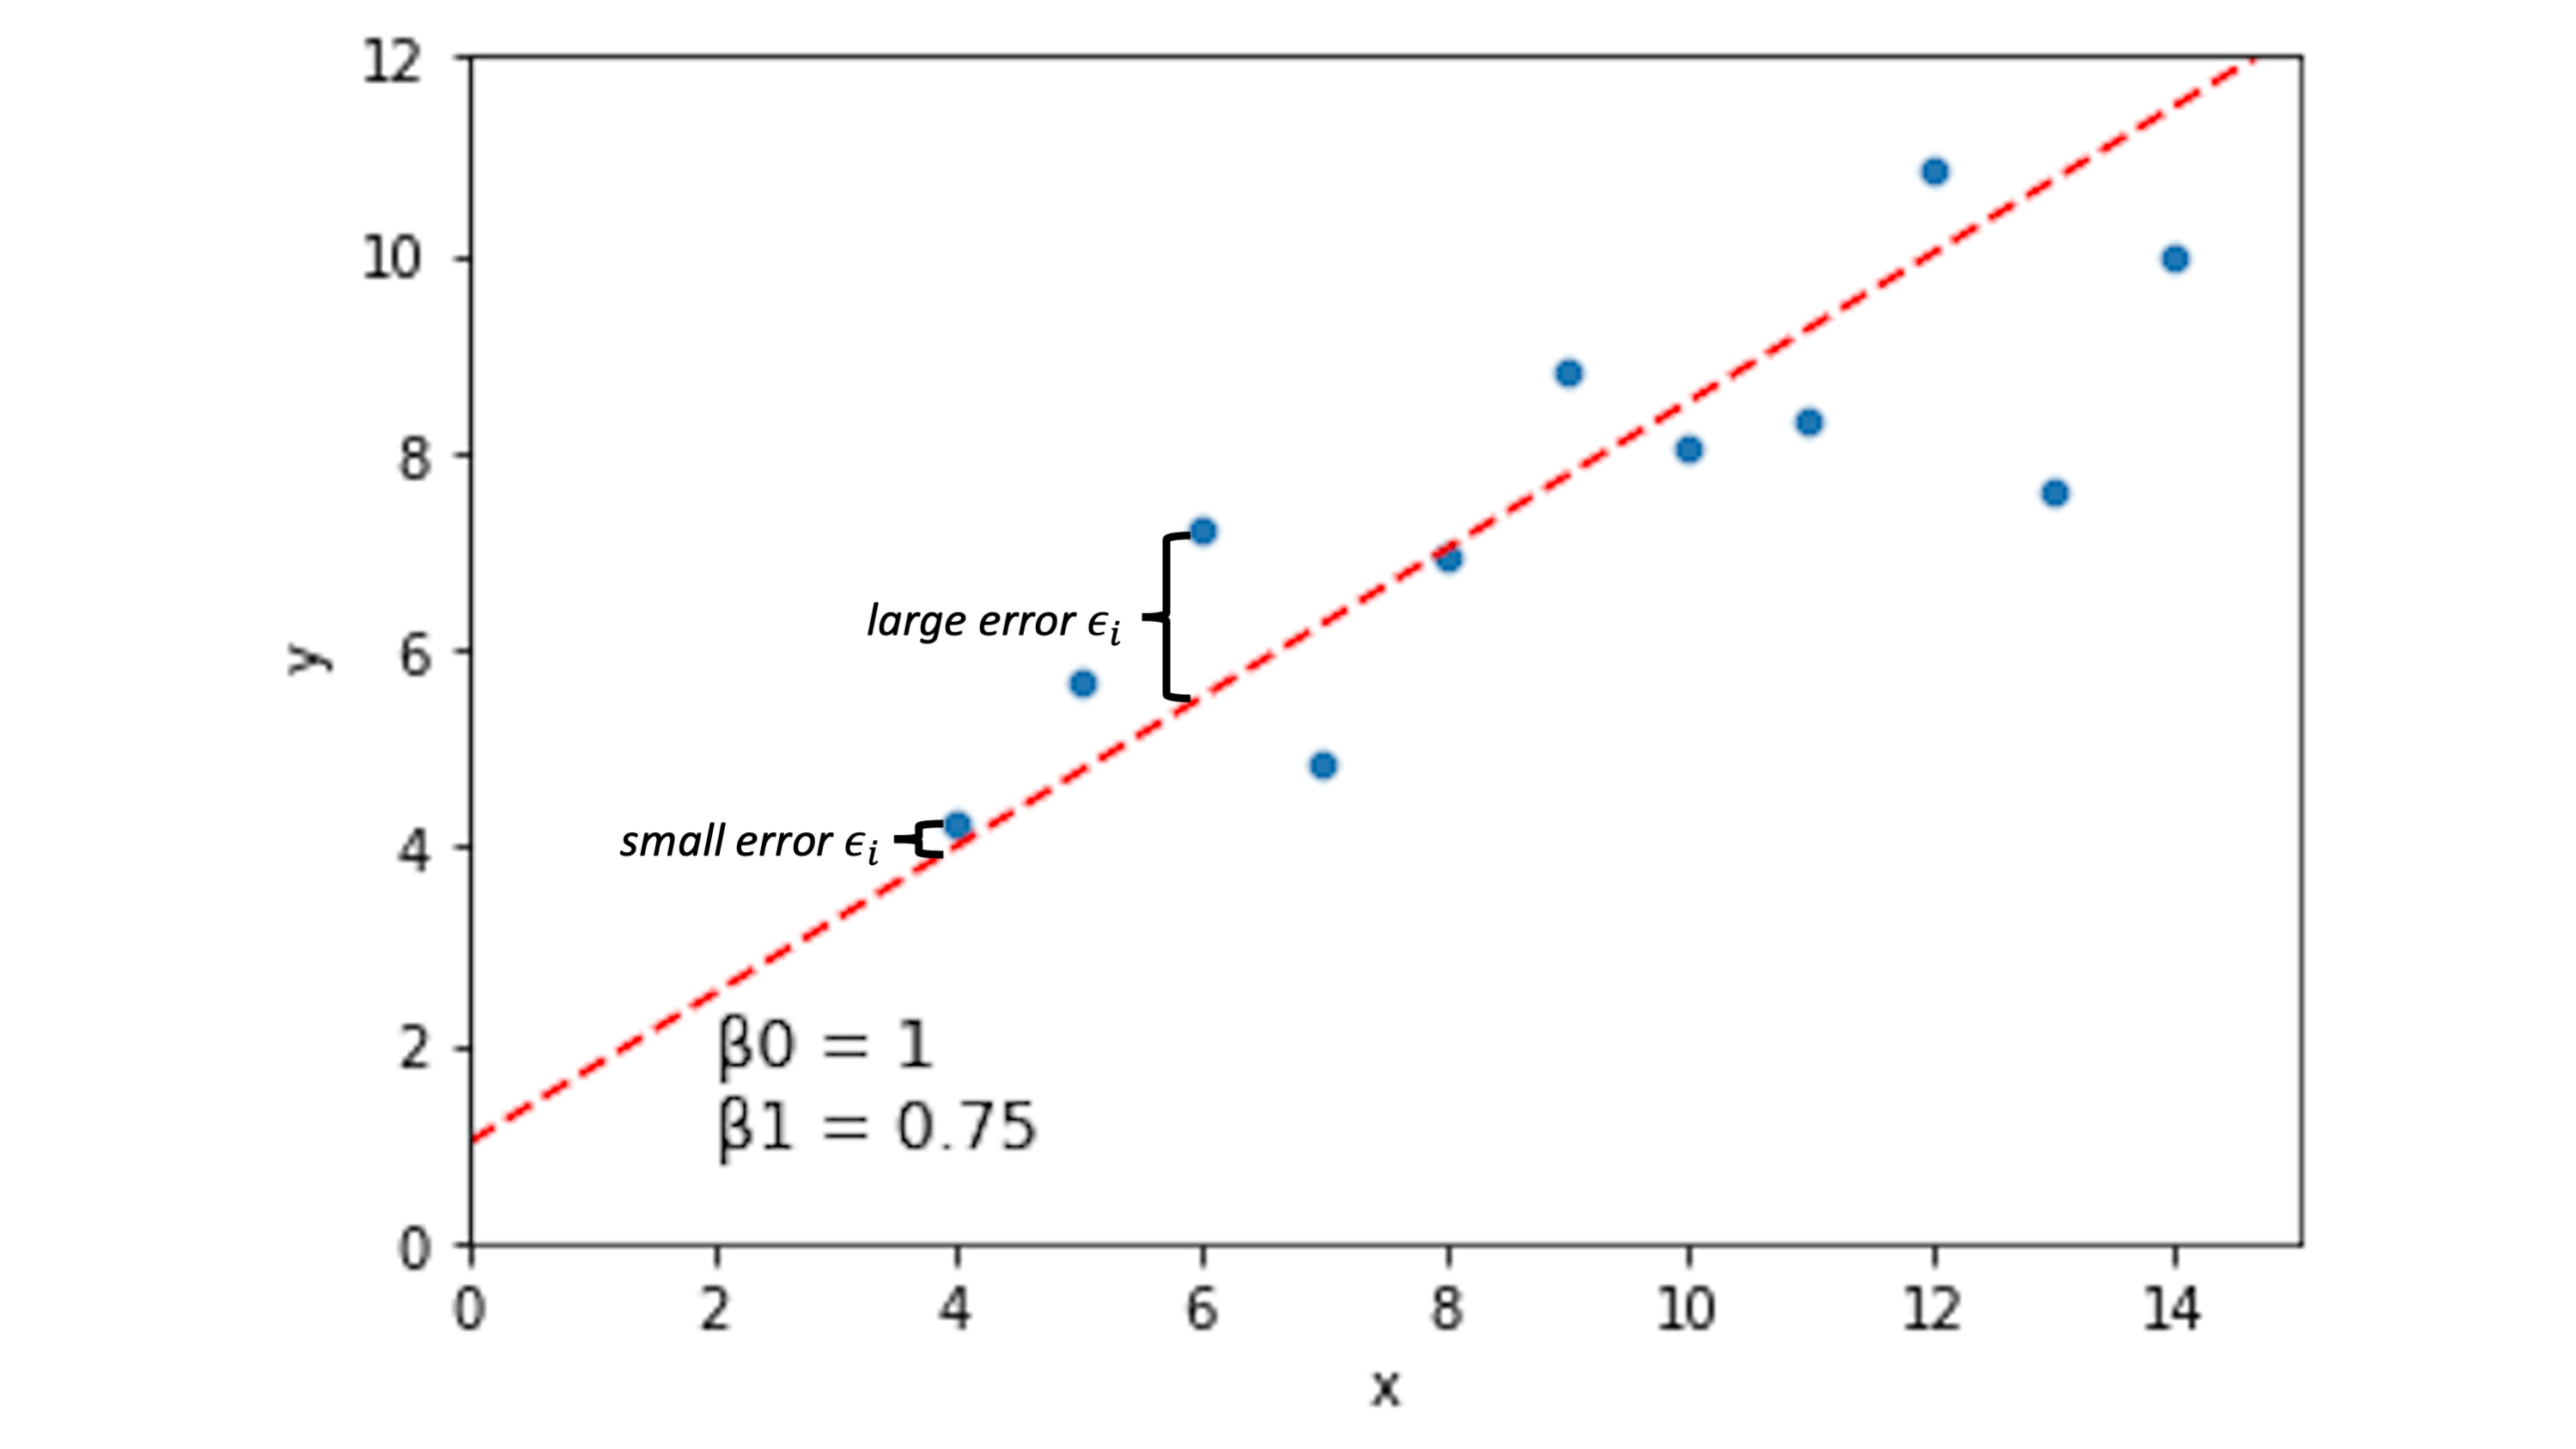 12
10
8
6
4
2
0
y
large error ϵᵢ
small error ϵᵢ
β0 = 1
β1 = 0.75
0 2 4 6 8 10 12 14
x